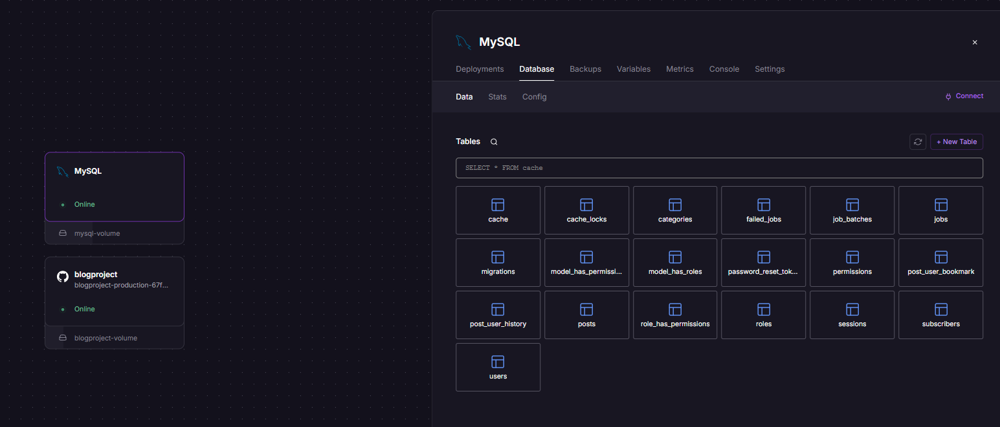 MySQL
Online
mysql-volume
blogproject
blogproject-production-67f...
Online
blogproject-volume
MySQL
Deployments Database Backups Variables Metrics Console Settings
Data Stats Config Connect
Tables + New Table
SELECT * FROM cache
cache cache_locks categories failed_jobs job_batches jobs
migrations model_has_permissi... model_has_roles password_reset_tok... permissions post_user_bookmark
post_user_history posts role_has_permissions roles sessions subscribers
users